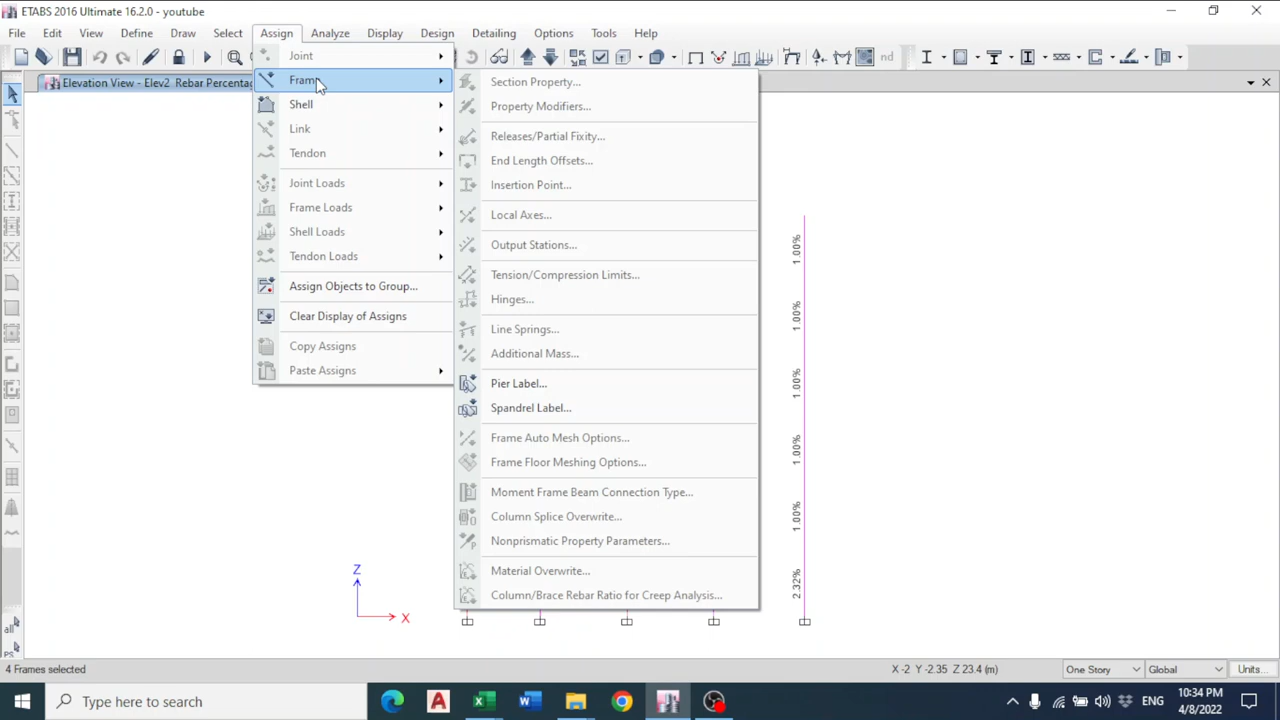 ETABS 2016 Ultimate 16.2.0 - youtube
File Edit View Define Draw Select Assign Analyze Display Design Detailing Options Tools Help
nd
Elevation View - Elev2 Rebar Percenta
Joint
Fram
Shell
Link
Tendon
Joint Loads
Frame Loads
Shell Loads
Tendon Loads
Assign Objects to Group...
Clear Display of Assigns
Copy Assigns
Paste Assigns
Section Property...
Property Modifiers...
Releases/Partial Fixity...
End Length Offsets...
Insertion Point...
Local Axes...
Output Stations...
Tension/Compression Limits...
Hinges...
Line Springs...
Additional Mass...
Pier Label...
Spandrel Label...
Frame Auto Mesh Options...
Frame Floor Meshing Options...
Moment Frame Beam Connection Type...
Column Splice Overwrite...
Nonprismatic Property Parameters...
Material Overwrite...
Column/Brace Rebar Ratio for Creep Analysis...
1.00%
1.00%
1.00%
1.00%
1.00%
2.32%
Z
X
all
PS
4 Frames selected
X -2 Y -2.35 Z 23.4 (m)
One Story
Global
Units...
Type here to search
ENG
10:34 PM
4/8/2022